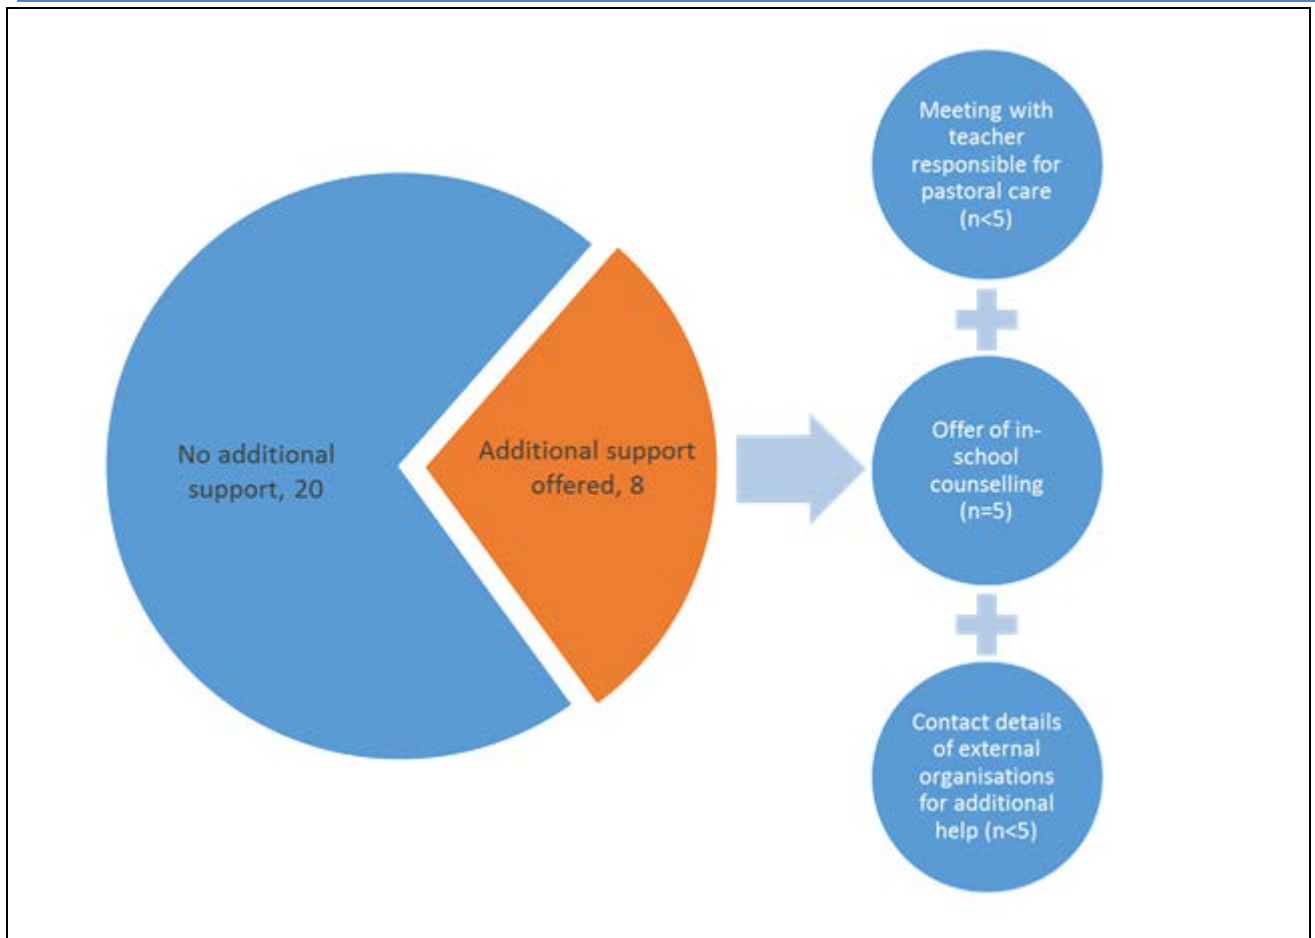 No additional
support, 20
Additional support
offered, 8
Meeting with
teacher
responsible for
pastoral care
(n<5)
Offer of in-
school
counselling
(n=5)
Contact details
of external
organisations
for additional
help (n<5)